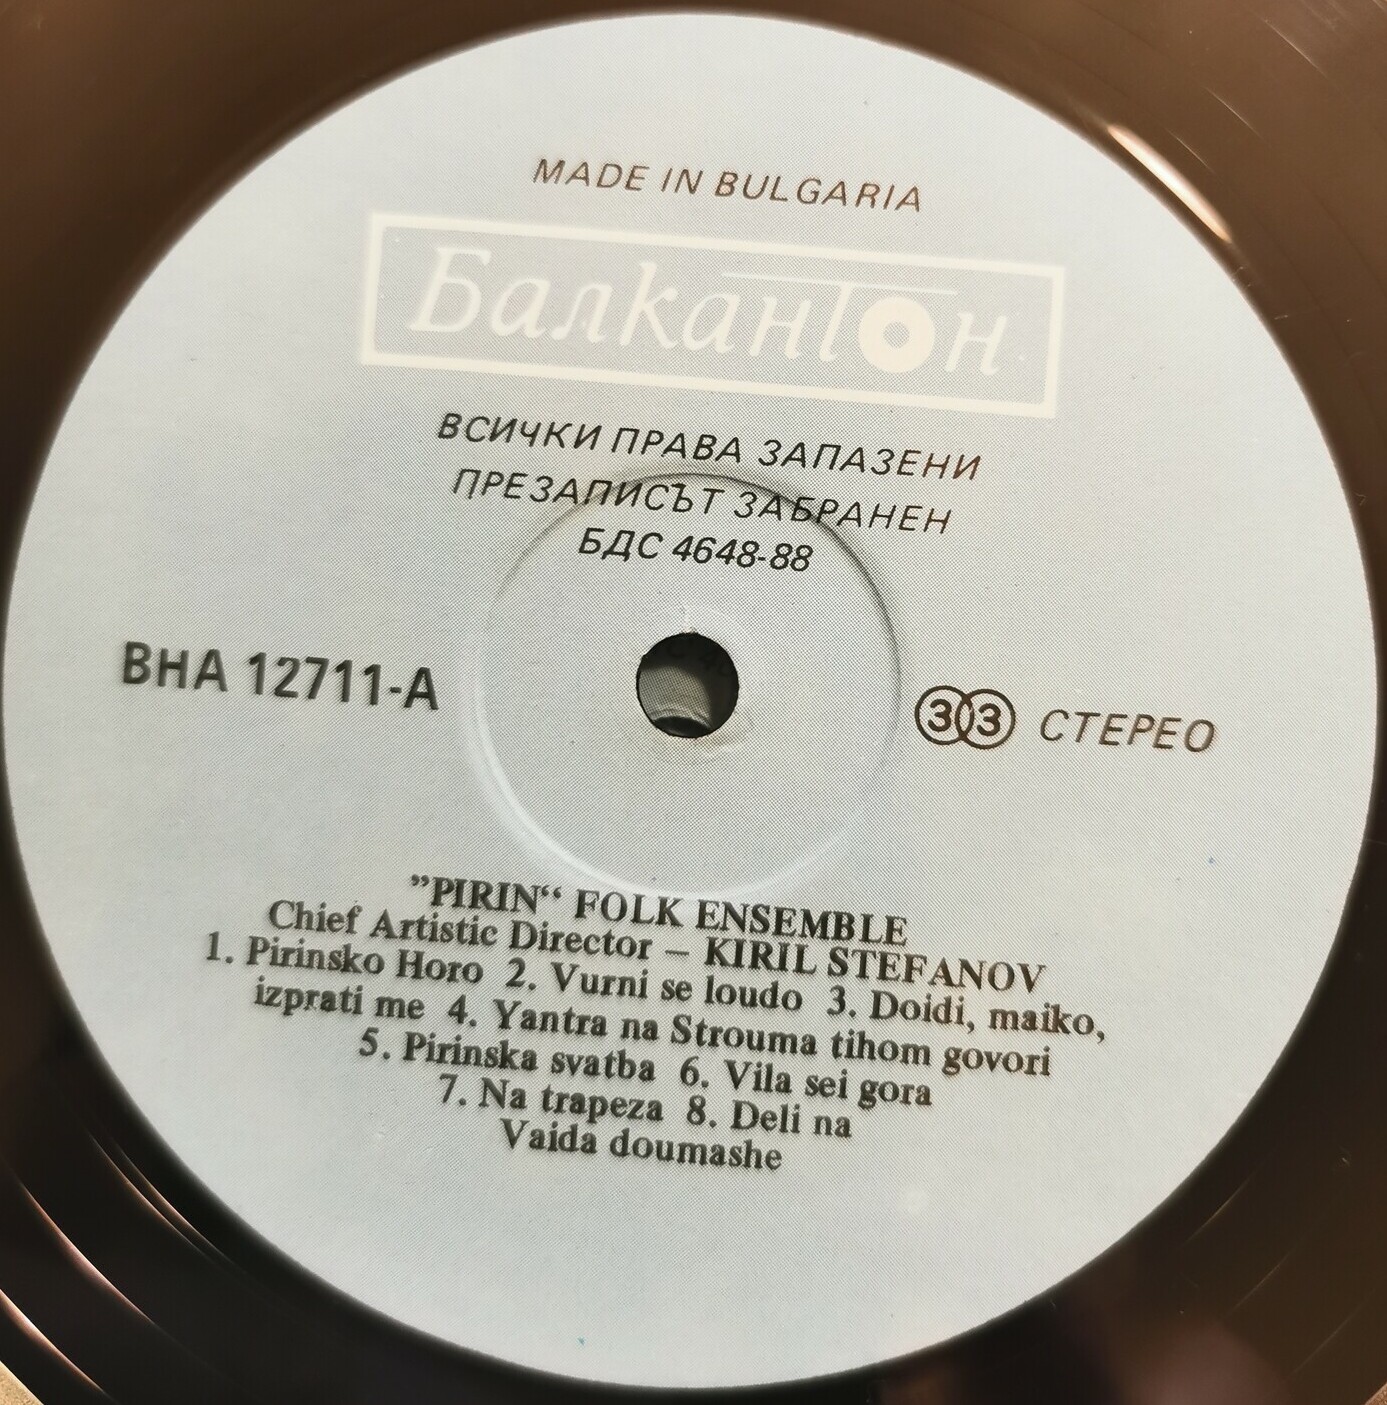 MADE IN BULGARIA
Балкантон
ВСИЧКИ ПРАВА ЗАПАЗЕНИ
ПРЕЗАПИСЪТ ЗАБРАНЕН
БДС 4648-88
ВНА 12711-А
33 СТЕРЕО
”PIRIN“ FOLK ENSEMBLE
Chief Artistic Director – KIRIL STEFANOV
1. Pirinsko Horo 2. Vurni se loudo 3. Doidi, maiko,
izprati me 4. Yantra na Strouma tihom govori
5. Pirinska svatba 6. Vila sei gora
7. Na trapeza 8. Deli na
Vaida doumashe